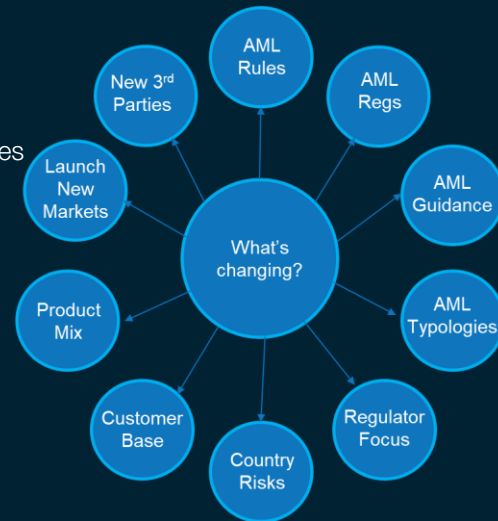 AML
Rules
New 3rd
Parties
AML
Regs
es
Launch
New
Markets
AML
Guidance
What's
changing?
Product
Mix
AML
Typologies
Customer
Base
Regulator
Focus
Country
Risks